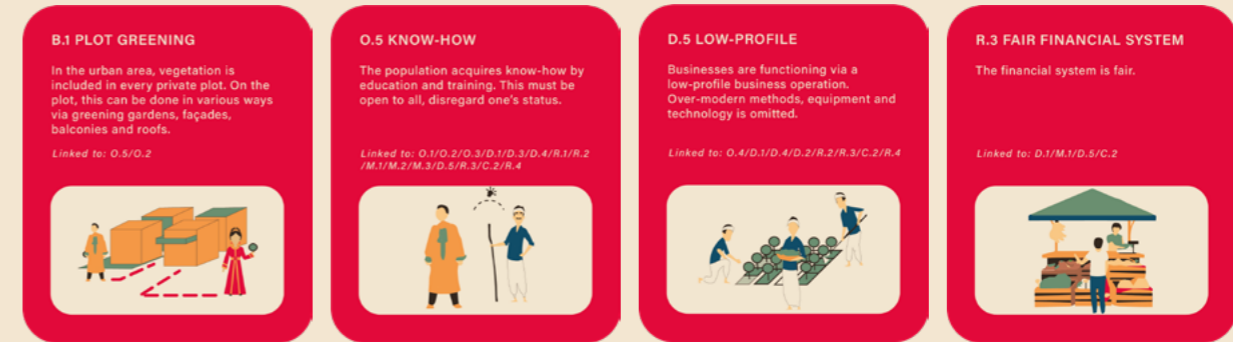 B.1 PLOT GREENING
In the urban area, vegetation is
included in every private plot. On the
plot, this can be done in various ways
via greening gardens, façades,
balconies and roofs.
Linked to: O.5/O.2
O.5 KNOW-HOW
The population acquires know-how by
education and training. This must be
open to all, disregard one's status.
Linked to: O.1/O.2/O.3/D.1/D.3/D.4/R.1/R.2
/M.1/M.2/M.3/D.5/R.3/C.2/R.4
D.5 LOW-PROFILE
Businesses are functioning via a
low-profile business operation.
Over-modern methods, equipment and
technology is omitted.
Linked to: O.4/D.1/D.4/D.2/R.2/R.3/C.2/R.4
R.3 FAIR FINANCIAL SYSTEM
The financial system is fair.
Linked to: D.1/M.1/D.5/C.2